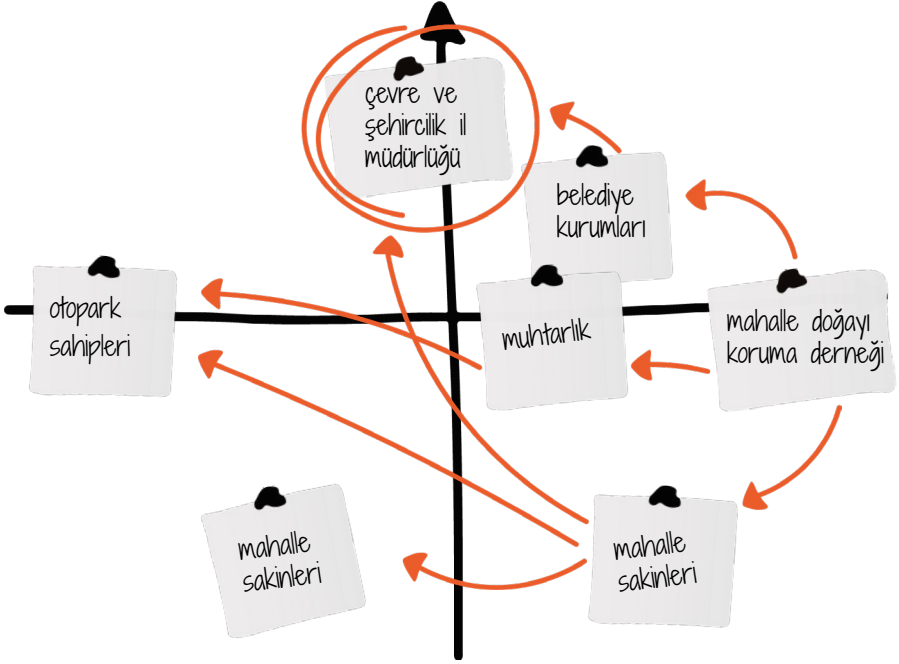 çevre ve
şehircilik il
müdürlüğü
belediye
kurumları
otopark
sahipleri
muhtarlık
mahalle doğayı
koruma derneği
mahalle
sakinleri
mahalle
sakinleri